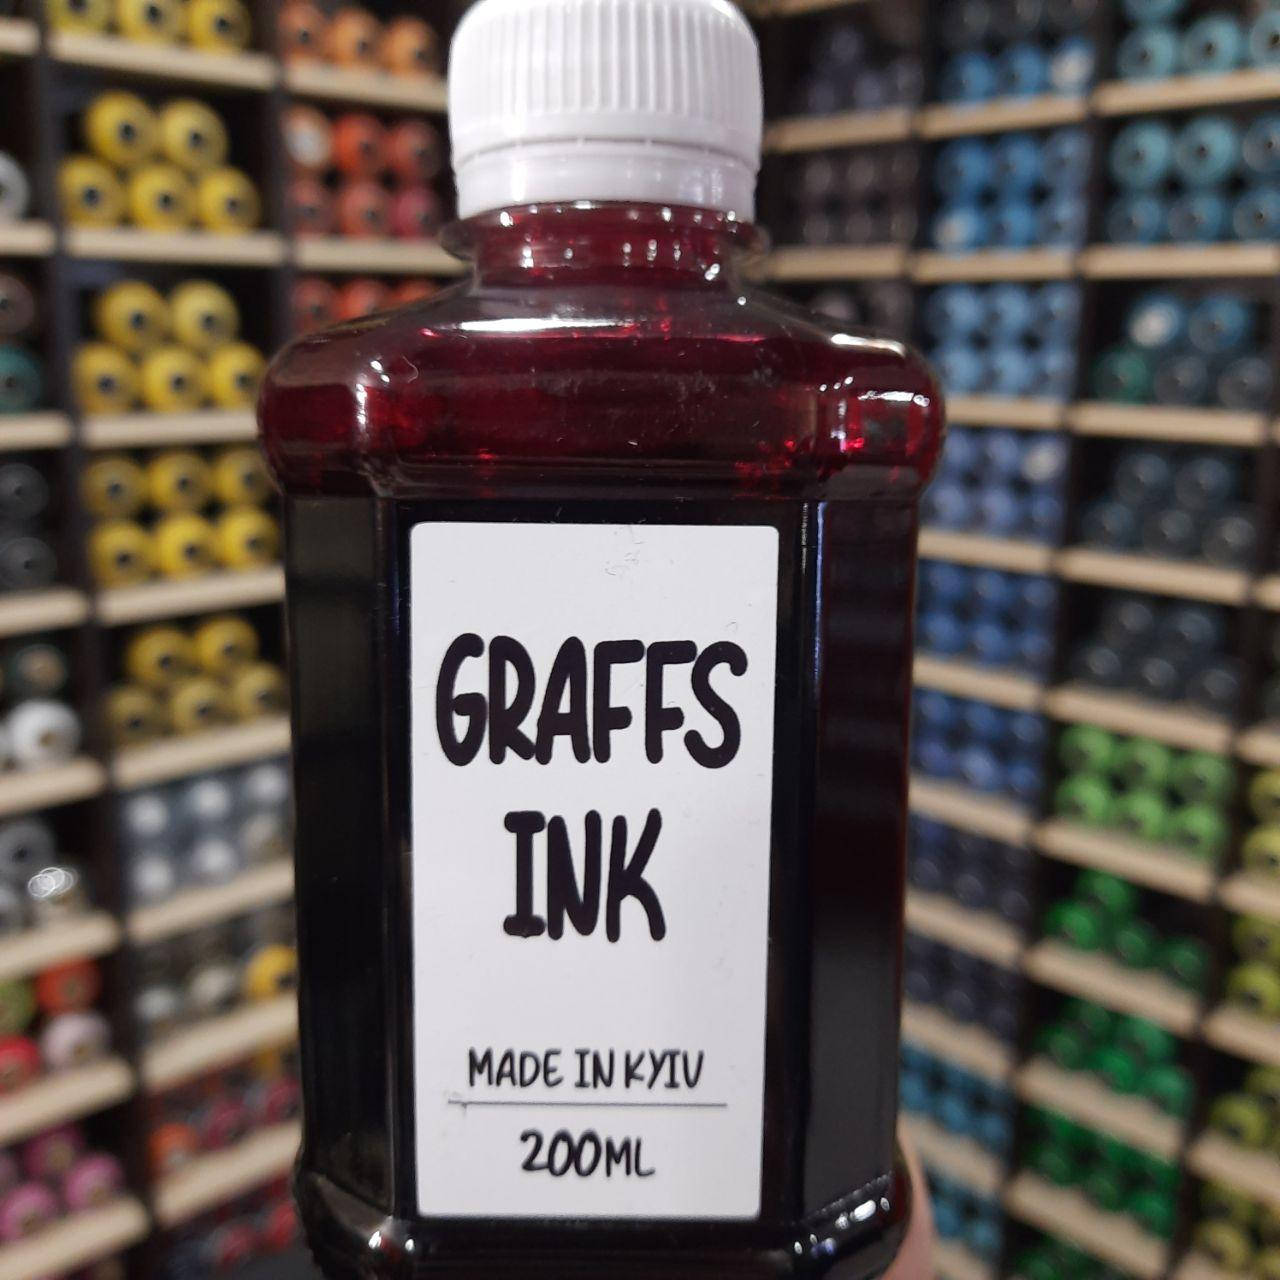 GRAFFS
INK
MADE IN KYIV
200ML